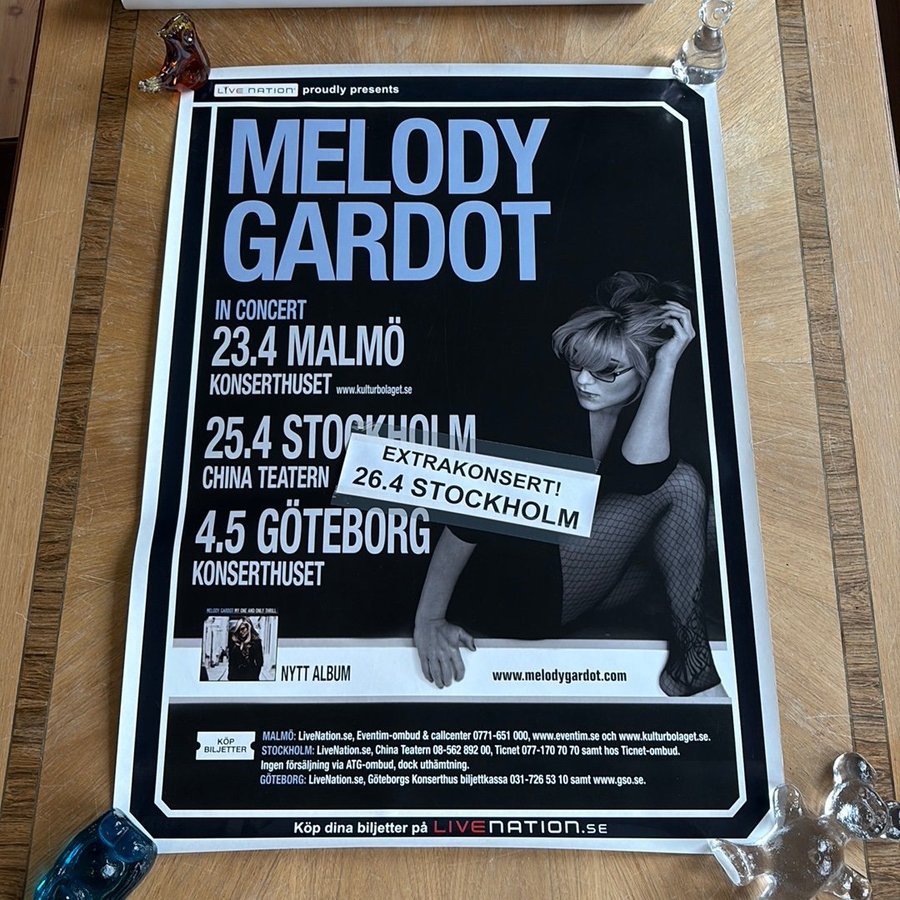 LIVE NATION proudly presents
MELODY
GARDOT
IN CONCERT
23.4 MALMÖ
KONSERTHUSET www.kulturbolaget.se
25.4 STOCKHOLM
CHINA TEATERN
EXTRAKONSERT!
26.4 STOCKHOLM
4.5 GÖTEBORG
KONSERTHUSET
MELODY GARDOT MY ONE AND ONLY THRILL
NYTT ALBUM
www.melodygardot.com
KÖP
BILJETTER
MALMÖ: LiveNation.se, Eventim-ombud & callcenter 0771-651 000, www.eventim.se och www.kulturbolaget.se.
STOCKHOLM: LiveNation.se, China Teatern 08-562 892 00, Ticnet 077-170 70 70 samt hos Ticnet-ombud.
Ingen försäljning via ATG-ombud, dock uthämtning.
GÖTEBORG: LiveNation.se, Göteborgs Konserthus biljettkassa 031-726 53 10 samt www.gso.se.
Köp dina biljetter på LIVENATION.SE